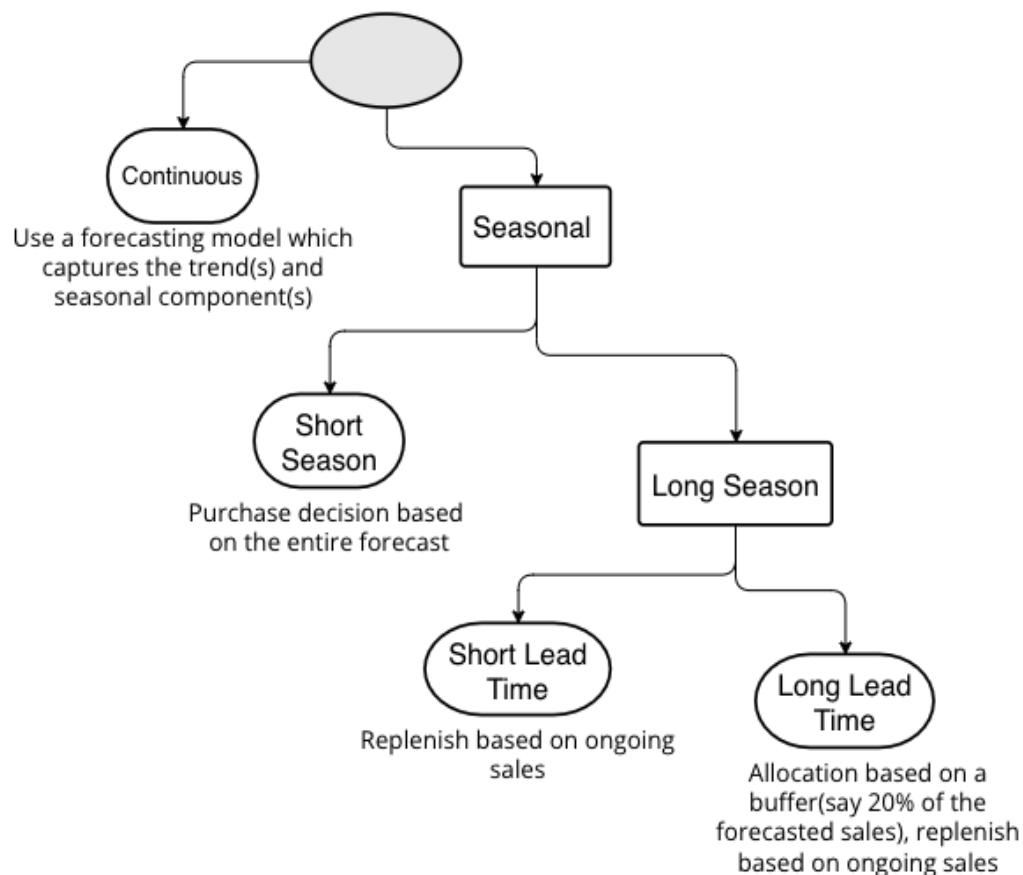 Continuous
Use a forecasting model which
captures the trend(s) and
seasonal component(s)
Seasonal
Short
Season
Purchase decision based
on the entire forecast
Long Season
Short Lead
Time
Replenish based on ongoing
sales
Long Lead
Time
Allocation based on a
buffer(say 20% of the
forecasted sales), replenish
based on ongoing sales